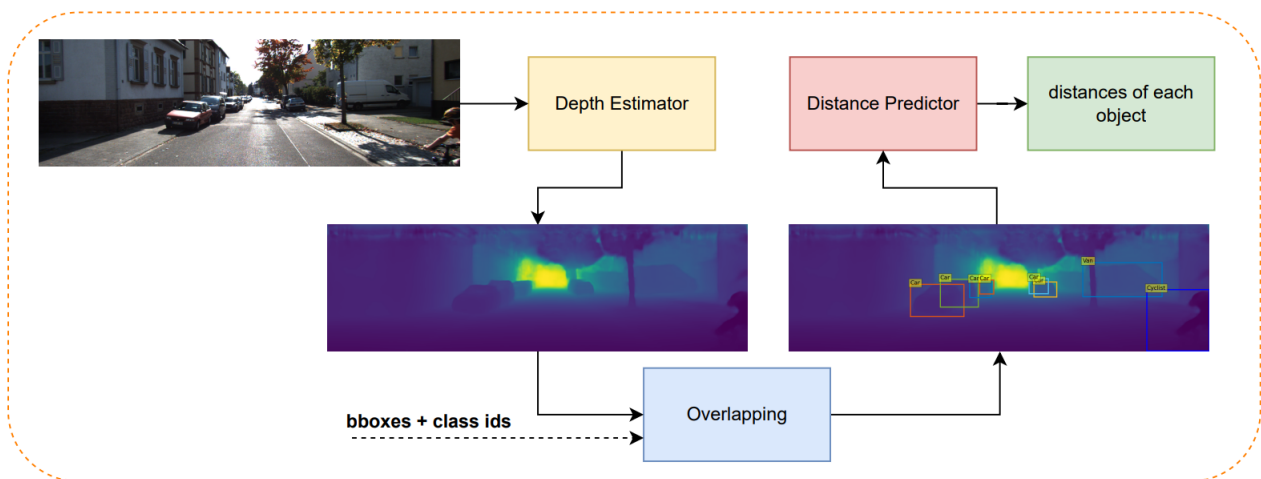 Depth Estimator
Distance Predictor
distances of each
object
Car
Car
Car
Car
Car
Car
Van
Cyclist
bboxes + class ids
Overlapping